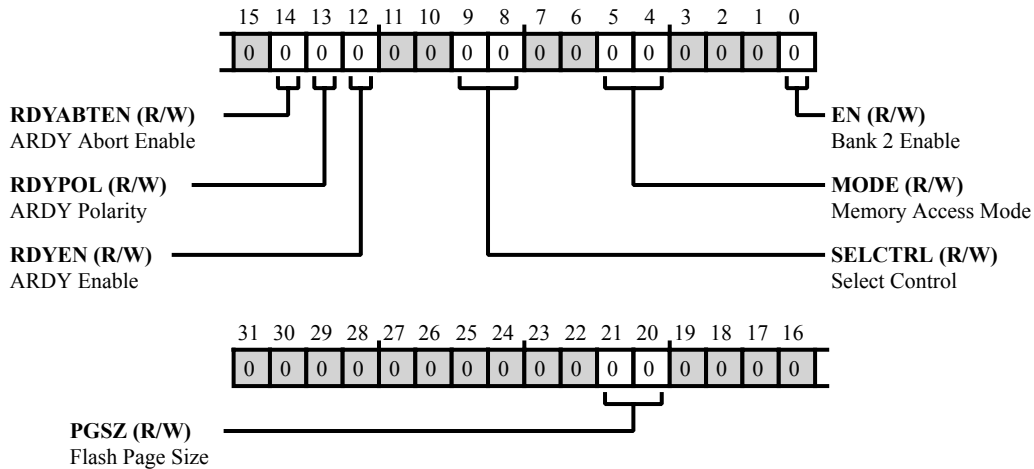 15 14 13 12 11 10 9 8 7 6 5 4 3 2 1 0
0 0 0 0 0 0 0 0 0 0 0 0 0 0 0 0
RDYABTEN (R/W)
ARDY Abort Enable
EN (R/W)
Bank 2 Enable
RDYPOL (R/W)
ARDY Polarity
MODE (R/W)
Memory Access Mode
RDYEN (R/W)
ARDY Enable
SELCTRL (R/W)
Select Control
31 30 29 28 27 26 25 24 23 22 21 20 19 18 17 16
0 0 0 0 0 0 0 0 0 0 0 0 0 0 0 0
PGSZ (R/W)
Flash Page Size